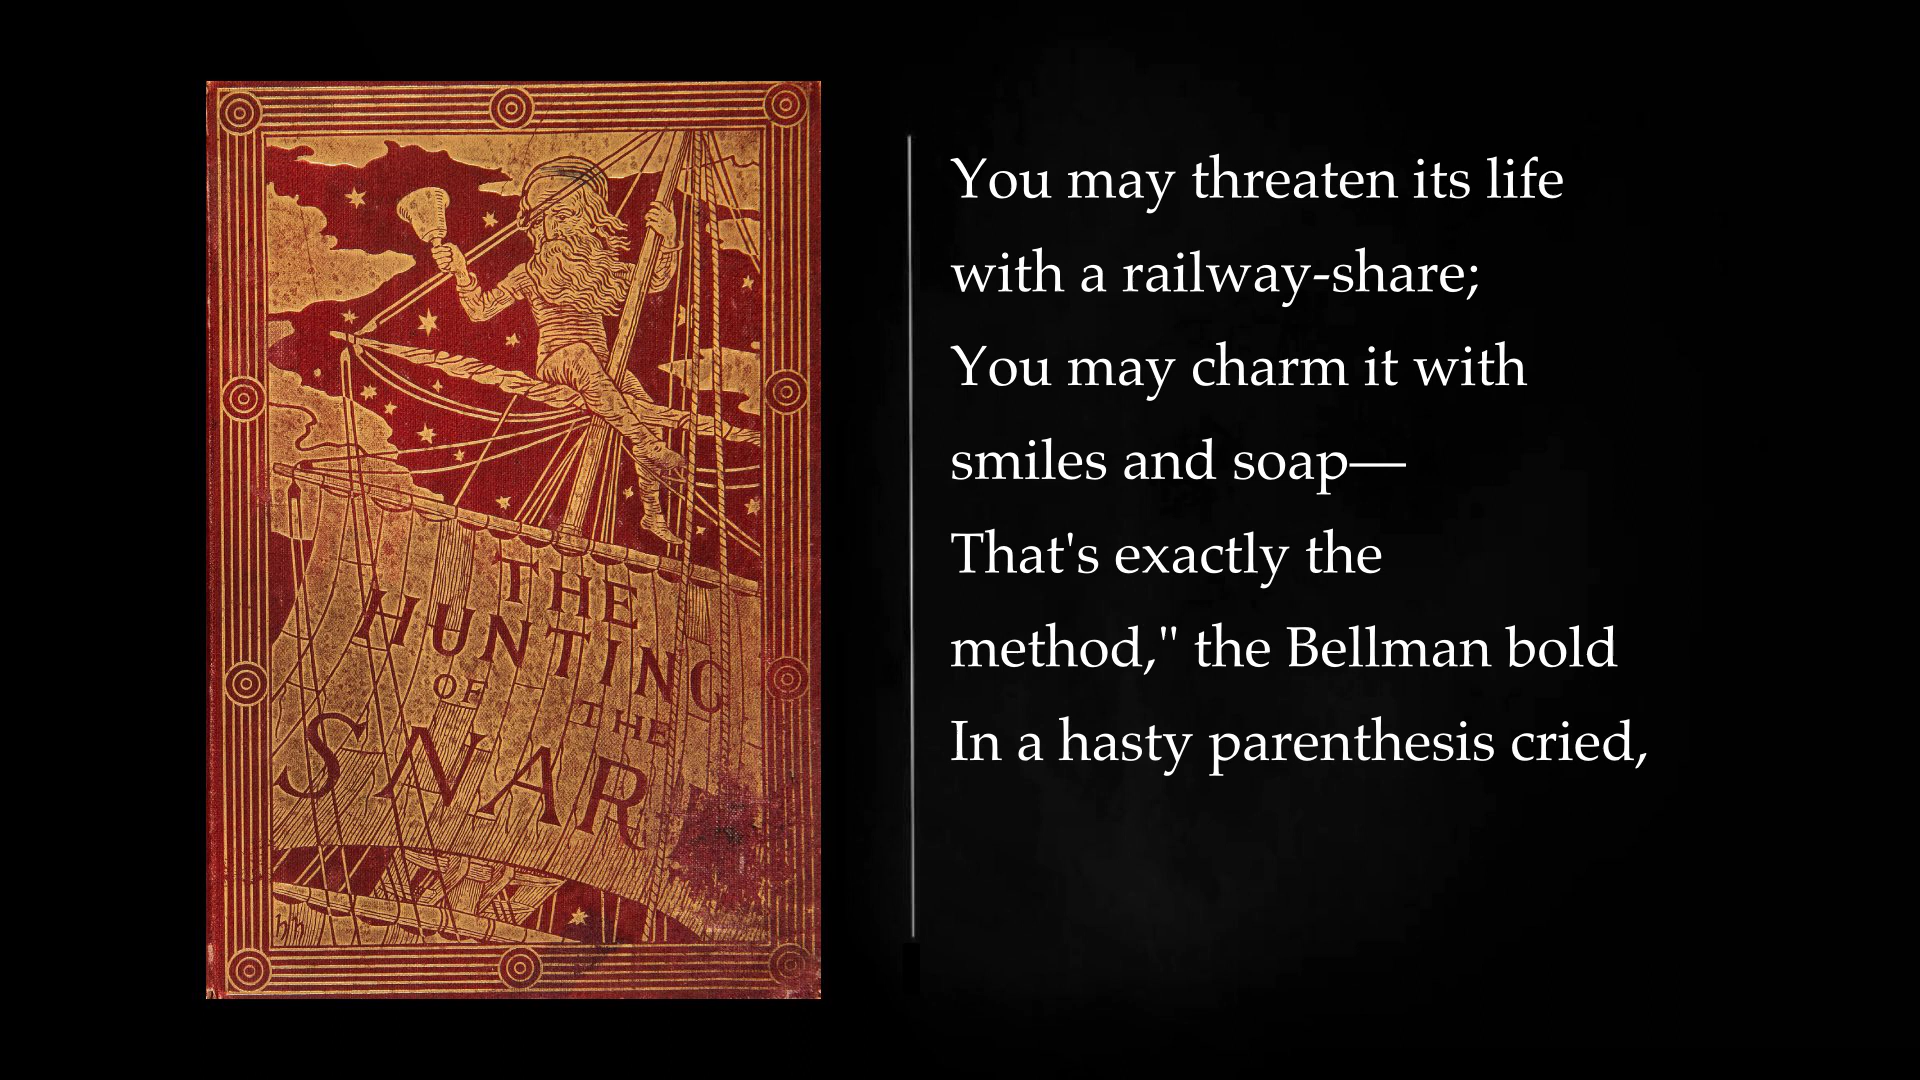 THE
HUNTING
OF THE
SNARK
You may threaten its life
with a railway-share;
You may charm it with
smiles and soap—
That's exactly the
method," the Bellman bold
In a hasty parenthesis cried,